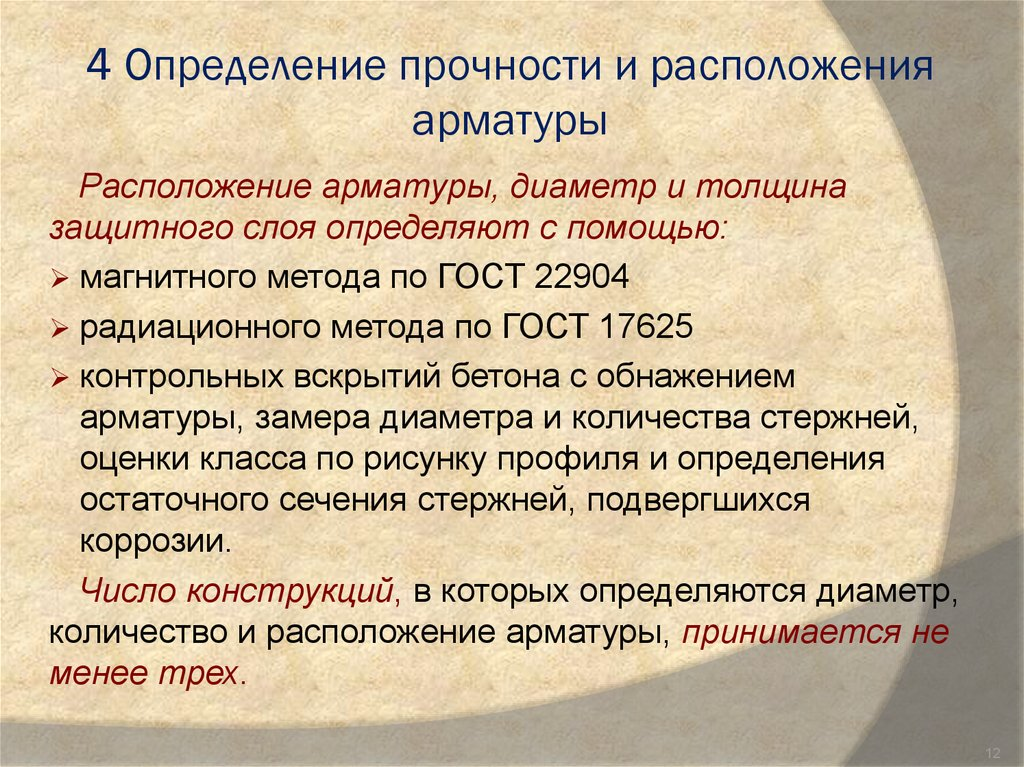 4 Определение прочности и расположения
арматуры
Расположение арматуры, диаметр и толщина
защитного слоя определяют с помощью:
➢ магнитного метода по ГОСТ 22904
➢ радиационного метода по ГОСТ 17625
➢ контрольных вскрытий бетона с обнажением
арматуры, замера диаметра и количества стержней,
оценки класса по рисунку профиля и определения
остаточного сечения стержней, подвергшихся
коррозии.
Число конструкций, в которых определяются диаметр,
количество и расположение арматуры, принимается не
менее трех.
12